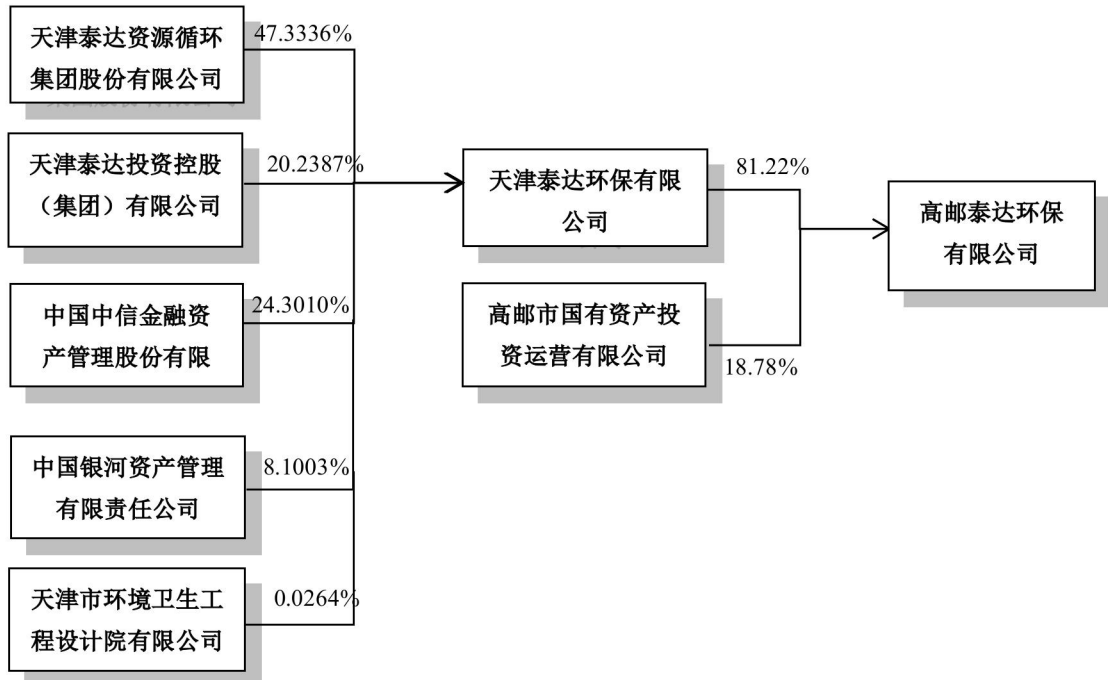 天津泰达资源循环
集团股份有限公司
47.3336%
天津泰达投资控股
（集团）有限公司
20.2387%
中国中信金融资
产管理股份有限
24.3010%
中国银河资产管理
有限责任公司
8.1003%
天津市环境卫生工
程设计院有限公司
0.0264%
天津泰达环保有限
公司
81.22%
高邮市国有资产投
资运营有限公司
18.78%
高邮泰达环保
有限公司